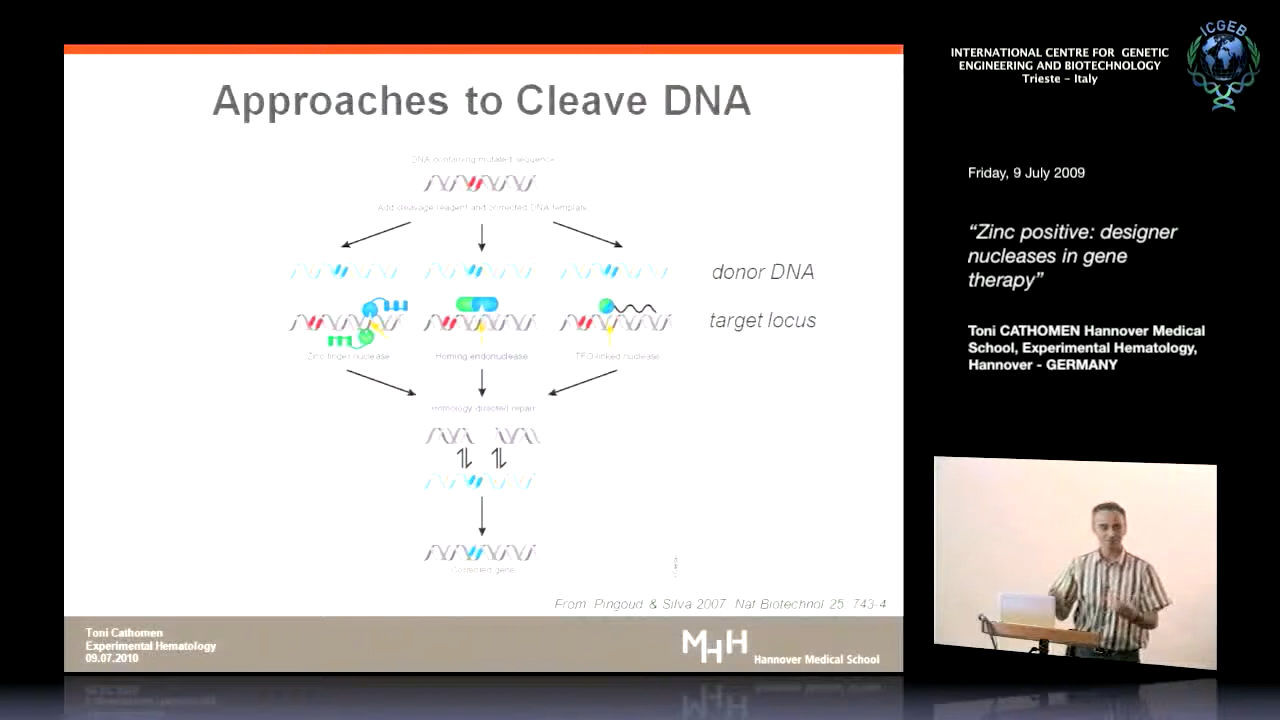 Approaches to Cleave DNA
DNA containing mutated sequence
Add cleavage reagent and corrected DNA template
donor DNA
target locus
Zinc finger nuclease
Homing endonuclease
TFO linked nuclease
Homology directed repair
Corrected gene
From: Pingoud & Silva 2007 Nat Biotechnol 25: 743-4
Toni Cathomen
Experimental Hematology
09.07.2010
MHH
Hannover Medical School
INTERNATIONAL CENTRE FOR GENETIC
ENGINEERING AND BIOTECHNOLOGY
Trieste - Italy
ICGEB
Friday, 9 July 2009
“Zinc positive: designer
nucleases in gene
therapy”
Toni CATHOMEN Hannover Medical
School, Experimental Hematology,
Hannover - GERMANY